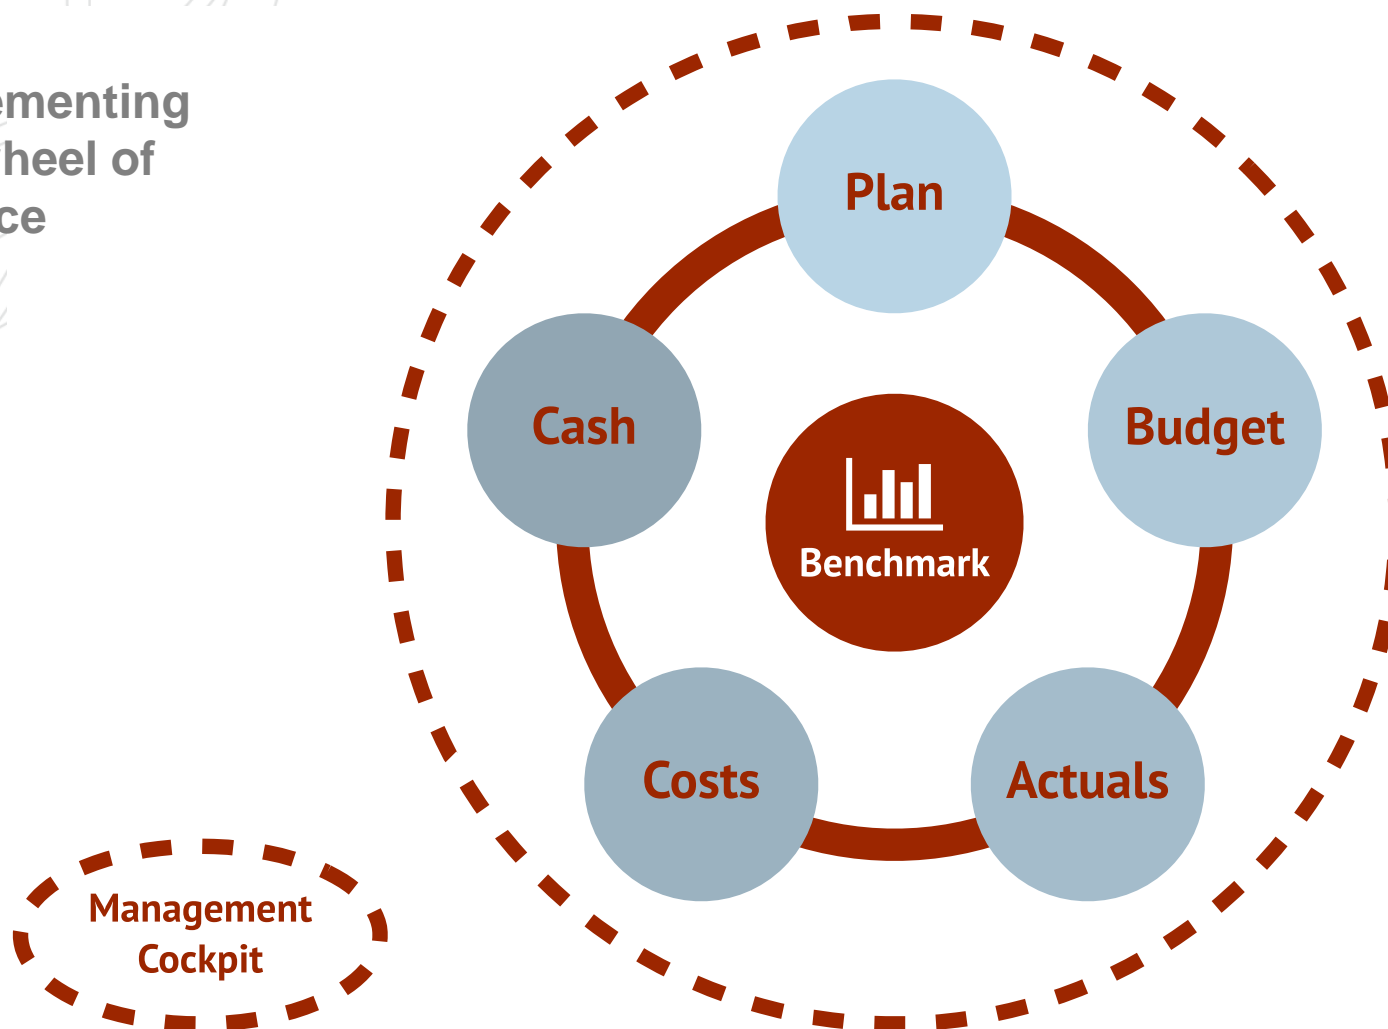 ementing
heel of
ce
Plan
Cash
Budget
Benchmark
Costs
Actuals
Management
Cockpit